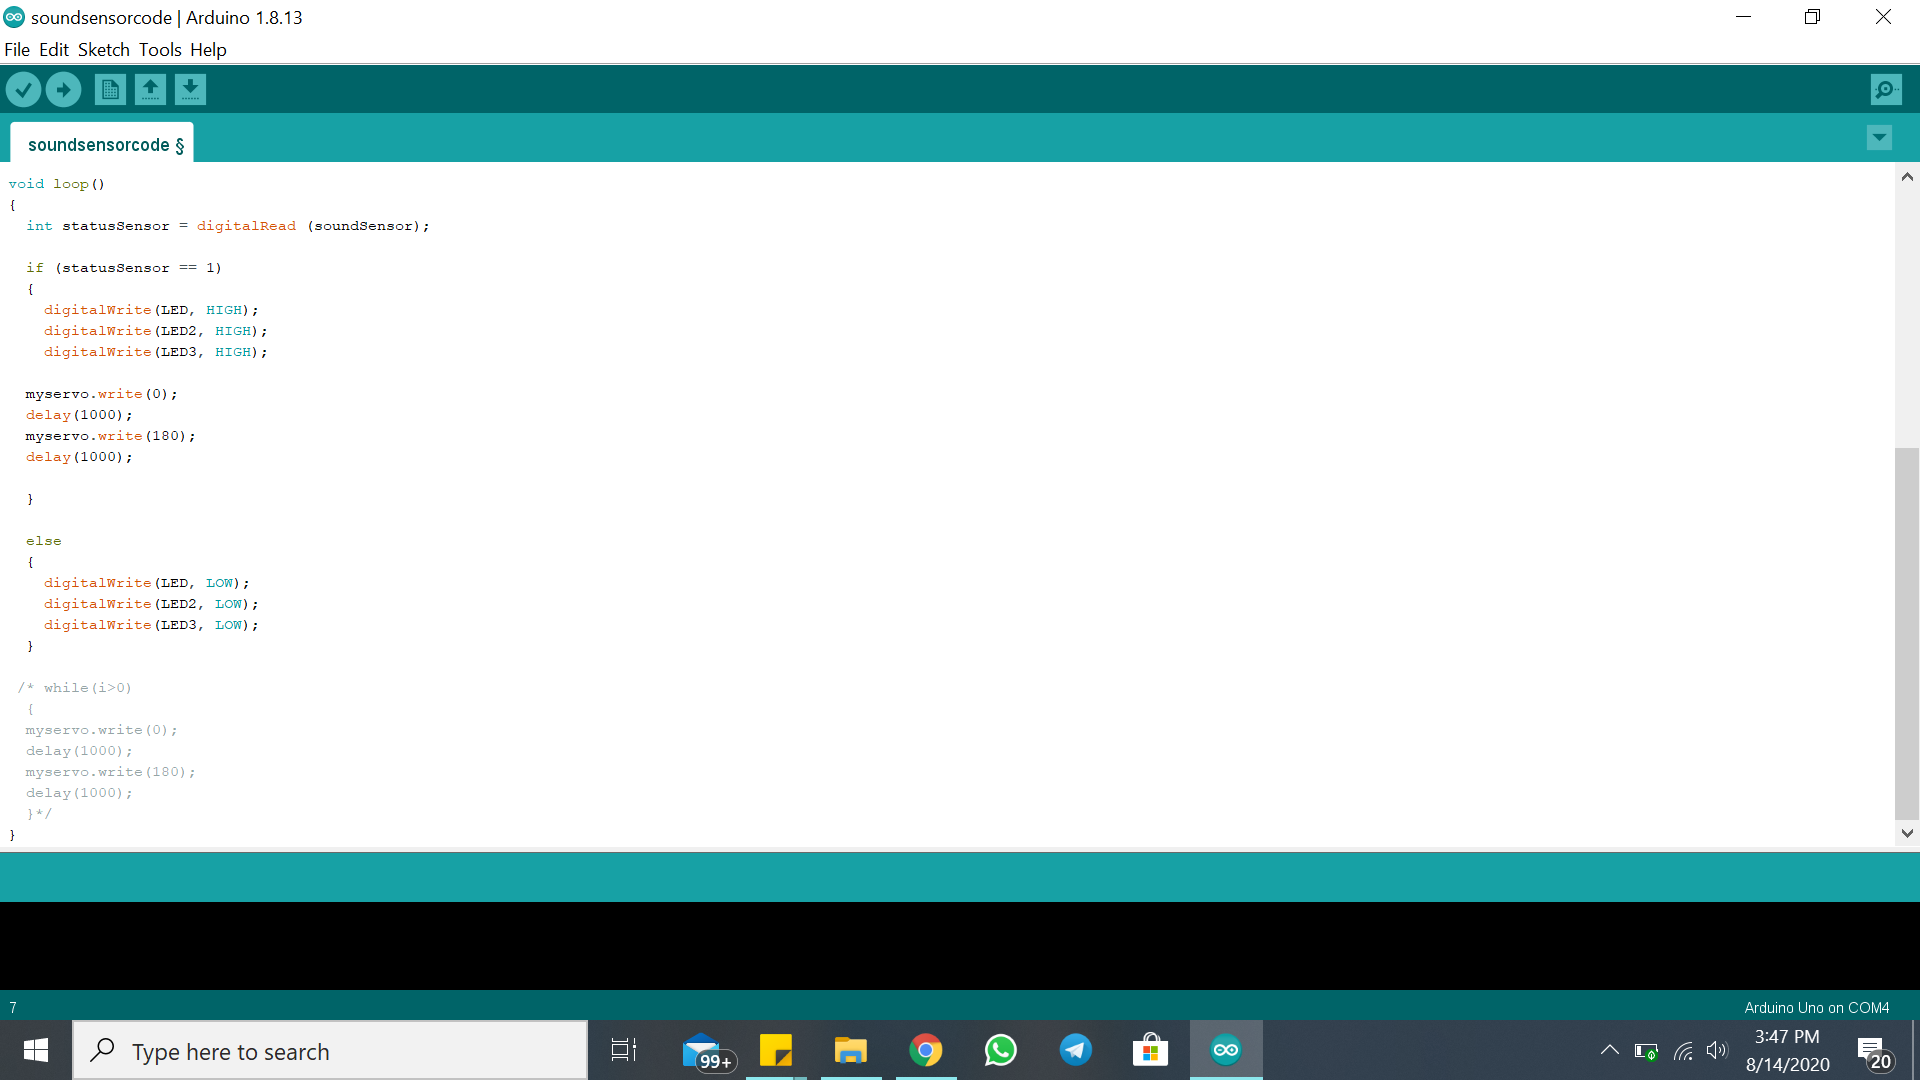 soundsensorcode | Arduino 1.8.13
File Edit Sketch Tools Help
soundsensorcode §
void loop()
{
int statusSensor = digitalRead (soundSensor);
if (statusSensor == 1)
{
digitalWrite(LED, HIGH);
digitalWrite(LED2, HIGH);
digitalWrite(LED3, HIGH);
myservo.write(0);
delay(1000);
myservo.write(180);
delay(1000);
}
else
{
digitalWrite(LED, LOW);
digitalWrite(LED2, LOW);
digitalWrite(LED3, LOW);
}
/* while(i>0)
{
myservo.write(0);
delay(1000);
myservo.write(180);
delay(1000);
}*/
}
7
Arduino Uno on COM4
Type here to search
99+
3:47 PM
8/14/2020
20